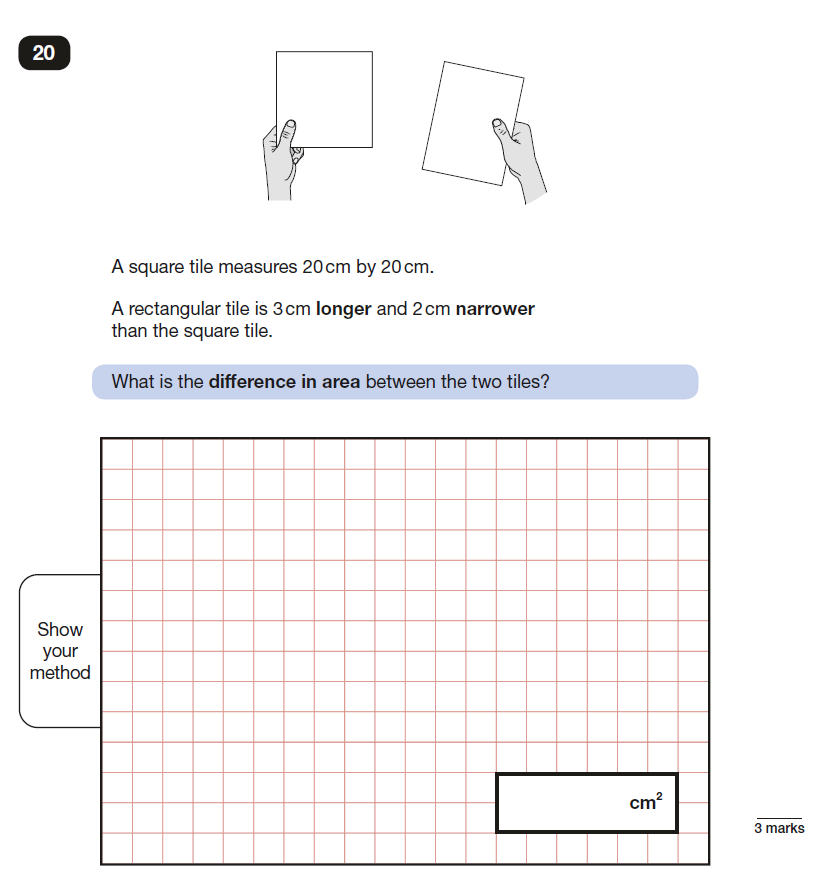 20
A square tile measures 20 cm by 20 cm.
A rectangular tile is 3 cm longer and 2 cm narrower
than the square tile.
What is the difference in area between the two tiles?
Show
your
method
cm²
3 marks